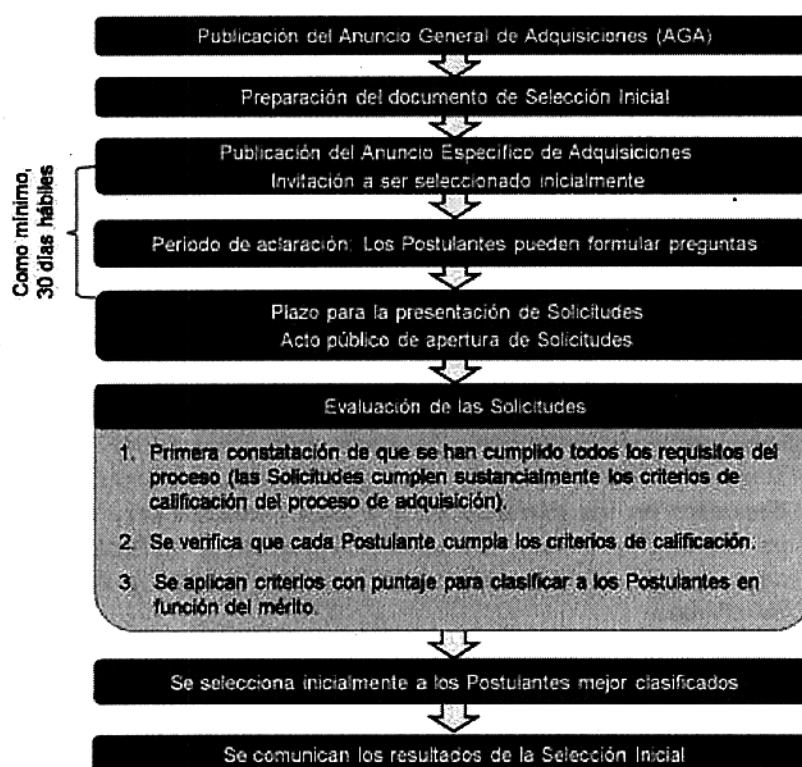 Publicación del Anuncio General de Adquisiciones (AGA)
Preparación del documento de Selección Inicial
Publicación del Anuncio Específico de Adquisiciones
Invitación a ser seleccionado inicialmente
Como mínimo,
30 días hábiles
Periodo de aclaración: Los Postulantes pueden formular preguntas
Plazo para la presentación de Solicitudes
Acto público de apertura de Solicitudes
Evaluación de las Solicitudes
1. Primera constatación de que se han cumplido todos los requisitos del
proceso (las Solicitudes cumplen sustancialmente los criterios de
calificación del proceso de adquisición).
2. Se verifica que cada Postulante cumpla los criterios de calificación.
3. Se aplican criterios con puntaje para clasificar a los Postulantes en
función del mérito.
Se selecciona inicialmente a los Postulantes mejor clasificados
Se comunican los resultados de la Selección Inicial